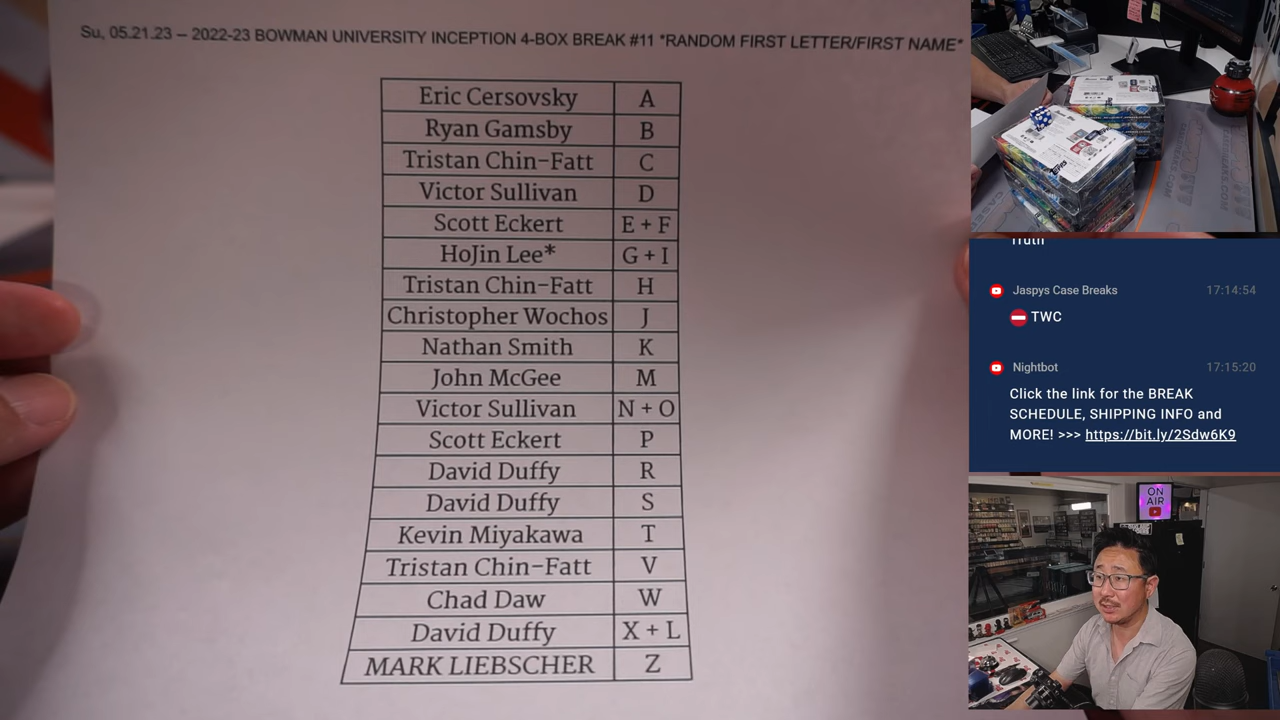 Su, 05.21.23 – 2022-23 BOWMAN UNIVERSITY INCEPTION 4-BOX BREAK #11 *RANDOM FIRST LETTER/FIRST NAME*
Eric Cersovsky A
Ryan Gamsby B
Tristan Chin-Fatt C
Victor Sullivan D
Scott Eckert E + F
HoJin Lee* G + I
Tristan Chin-Fatt H
Christopher Wochos J
Nathan Smith K
John McGee M
Victor Sullivan N + O
Scott Eckert P
David Duffy R
David Duffy S
Kevin Miyakawa T
Tristan Chin-Fatt V
Chad Daw W
David Duffy X + L
MARK LIEBSCHER Z
Truth
Jaspys Case Breaks 17:14:54
TWC
Nightbot 17:15:20
Click the link for the BREAK
SCHEDULE, SHIPPING INFO and
MORE! >>> https://bit.ly/2Sdw6K9
ON
AIR